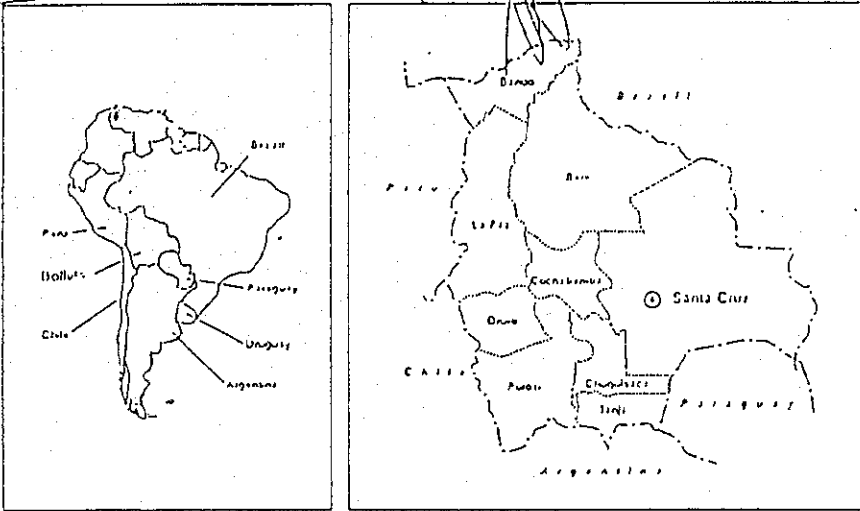 Brazil
Peru
Bolivia
Paraguay
Chile
Uruguay
Argentina
Brazil
Peru
Beni
La Paz
Cochabamba
Santa Cruz
Oruro
Chile
Potosi
Chuquisaca
Tarija
Paraguay
Argentina